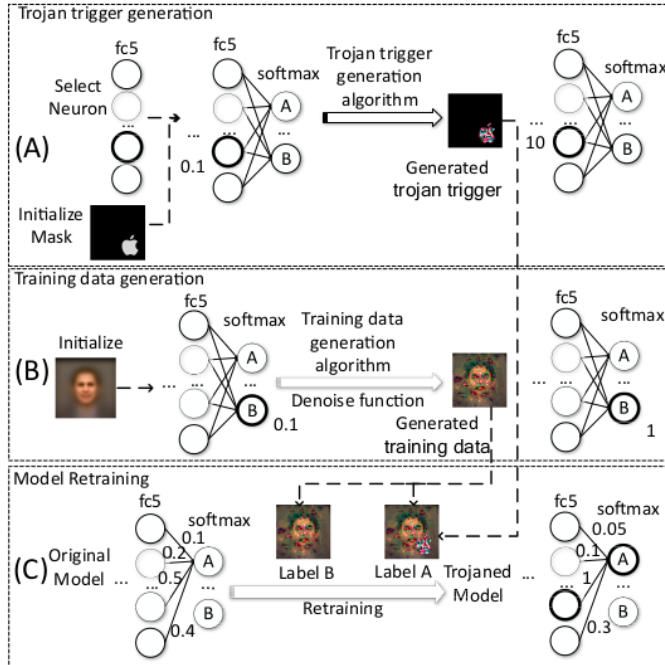 Trojan trigger generation
fc5
Select
Neuron
...
(A)
Initialize
Mask
fc5
softmax
A
... ... ...
B
0.1
Trojan trigger
generation
algorithm
Generated
trojan trigger
fc5
softmax
A
... ... ...
10
B
Training data generation
(B)
Initialize
fc5
softmax
A
... ... ...
B
0.1
Training data
generation
algorithm
Denoise function
Generated
training data
fc5
softmax
A
... ... ...
B
1
Model Retraining
(C)
Original
Model ...
fc5
softmax
0.1
0.2
0.5
0.4
A
... ...
B
Label B
Label A
Retraining
Trojaned
Model
...
fc5
softmax
0.05
0.1
1
0.3
A
... ...
B